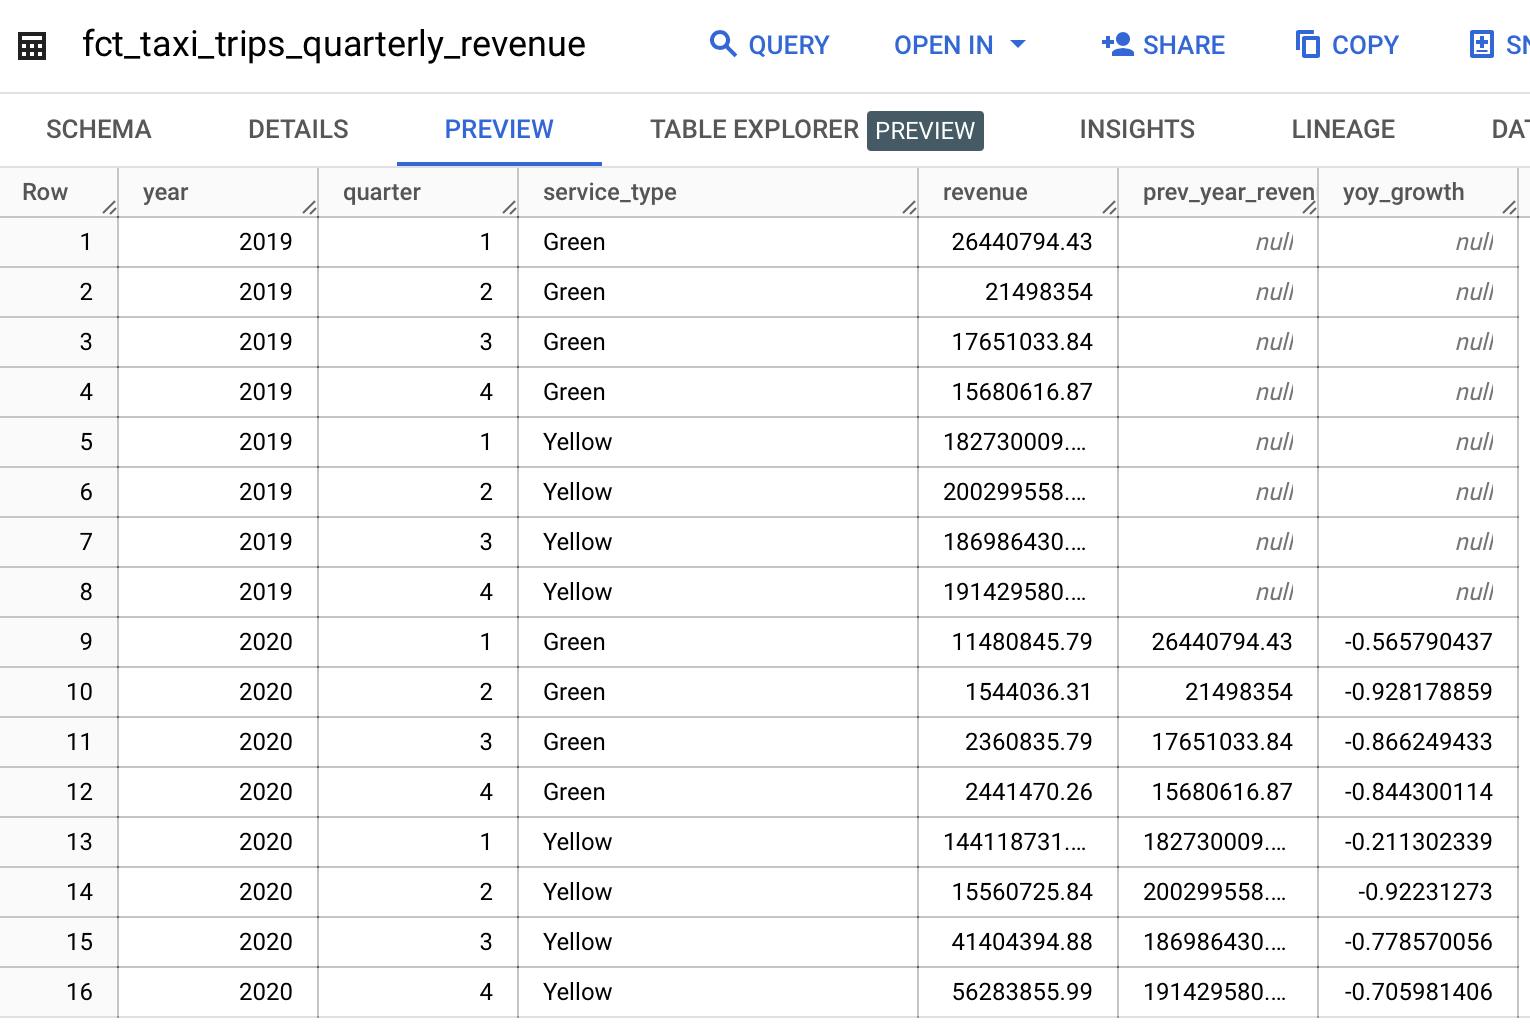 fct_taxi_trips_quarterly_revenue QUERY OPEN IN SHARE COPY SN
SCHEMA DETAILS PREVIEW TABLE EXPLORER PREVIEW INSIGHTS LINEAGE DAT
Row year quarter service_type revenue prev_year_reven yoy_growth
1 2019 1 Green 26440794.43 null null
2 2019 2 Green 21498354 null null
3 2019 3 Green 17651033.84 null null
4 2019 4 Green 15680616.87 null null
5 2019 1 Yellow 182730009.... null null
6 2019 2 Yellow 200299558.... null null
7 2019 3 Yellow 186986430.... null null
8 2019 4 Yellow 191429580.... null null
9 2020 1 Green 11480845.79 26440794.43 -0.565790437
10 2020 2 Green 1544036.31 21498354 -0.928178859
11 2020 3 Green 2360835.79 17651033.84 -0.866249433
12 2020 4 Green 2441470.26 15680616.87 -0.844300114
13 2020 1 Yellow 144118731.... 182730009.... -0.211302339
14 2020 2 Yellow 15560725.84 200299558.... -0.92231273
15 2020 3 Yellow 41404394.88 186986430.... -0.778570056
16 2020 4 Yellow 56283855.99 191429580.... -0.705981406